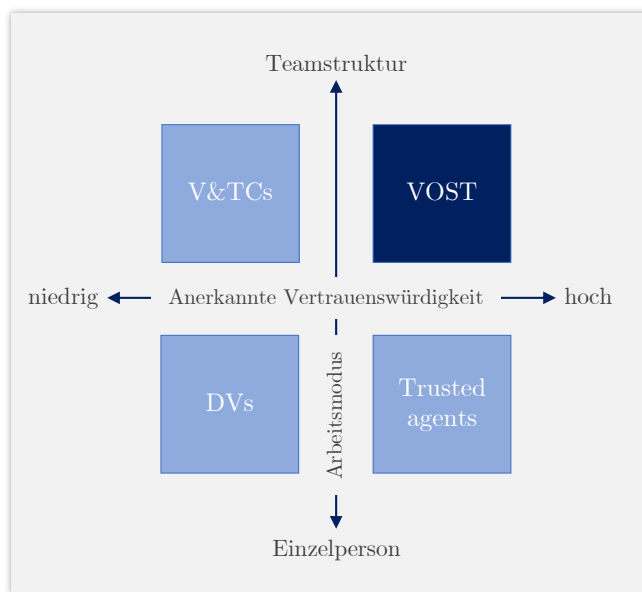 Teamstruktur
V&TCs
VOST
niedrig
Anerkannte Vertrauenswürdigkeit
hoch
DVs
Arbeitsmodus
Trusted
agents
Einzelperson